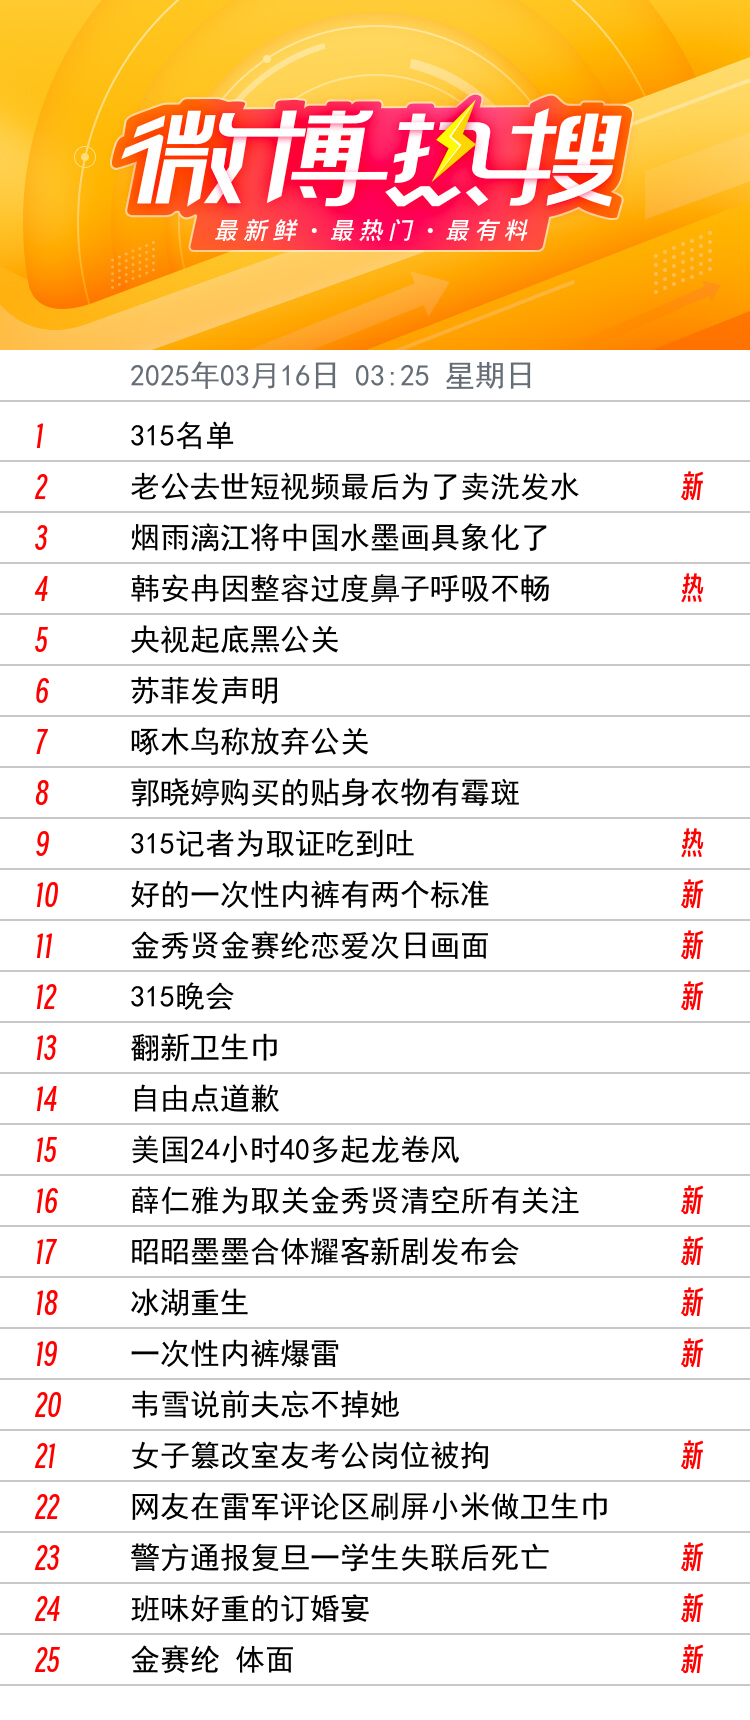 微博热搜
最新鲜·最热门·最有料
2025年03月16日 03:25 星期日
1 315名单
2 老公去世短视频最后为了卖洗发水 新
3 烟雨漓江将中国水墨画具象化了
4 韩安冉因整容过度鼻子呼吸不畅 热
5 央视起底黑公关
6 苏菲发声明
7 啄木鸟称放弃公关
8 郭晓婷购买的贴身衣物有霉斑
9 315记者为取证吃到吐 热
10 好的一次性内裤有两个标准 新
11 金秀贤金赛纶恋爱次日画面 新
12 315晚会 新
13 翻新卫生巾
14 自由点道歉
15 美国24小时40多起龙卷风
16 薛仁雅为取关金秀贤清空所有关注 新
17 昭昭墨墨合体耀客新剧发布会 新
18 冰湖重生 新
19 一次性内裤爆雷 新
20 韦雪说前夫忘不掉她
21 女子篡改室友考公岗位被拘 新
22 网友在雷军评论区刷屏小米做卫生巾
23 警方通报复旦一学生失联后死亡 新
24 班味好重的订婚宴 新
25 金赛纶 体面 新